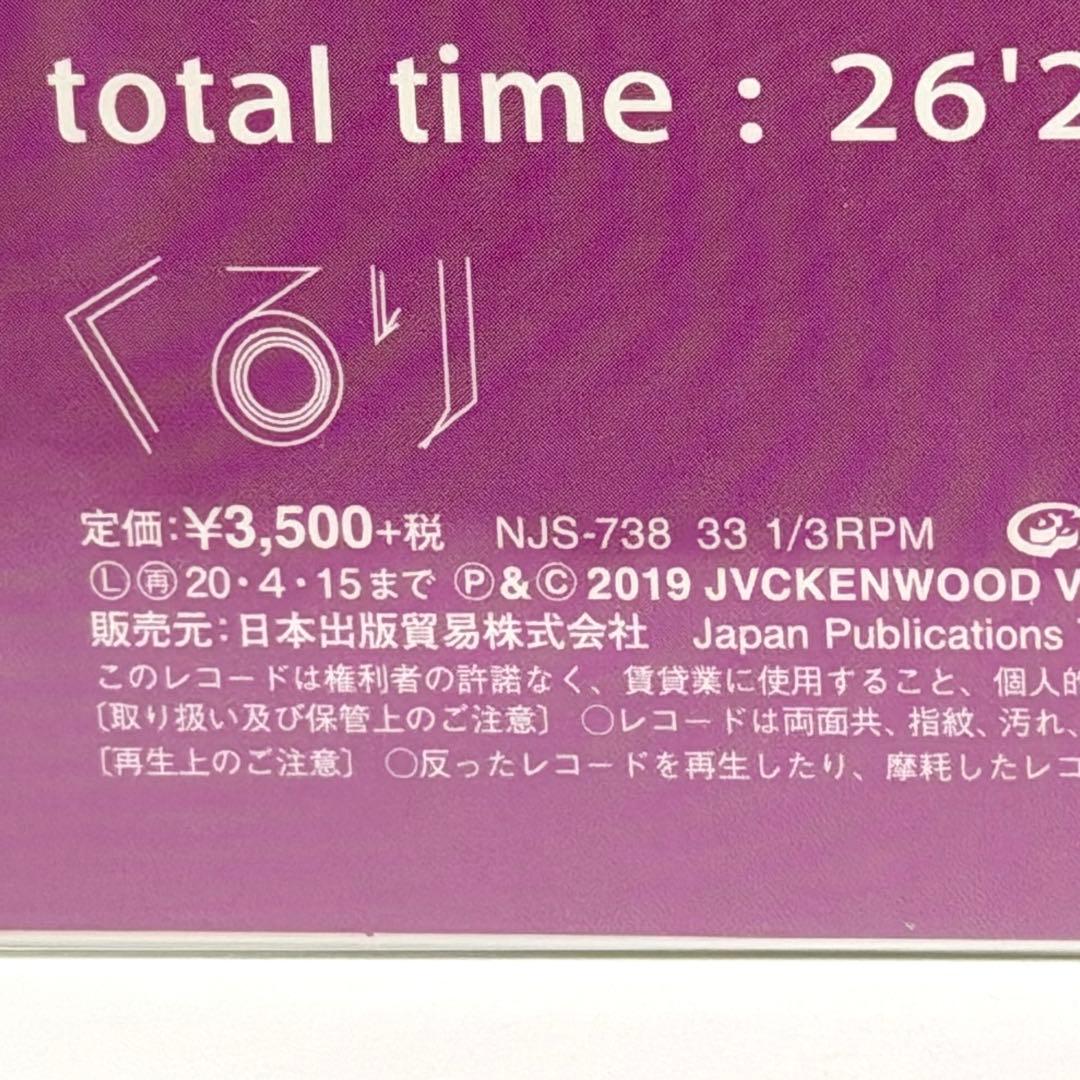 total time : 26'2
くるり
定価:¥3,500+税 NJS-738 33 1/3RPM
Ⓛ㊢20・4・15まで Ⓟ&Ⓒ 2019 JVCKENWOOD V
販売元:日本出版貿易株式会社 Japan Publications
このレコードは権利者の許諾なく、賃貸業に使用すること、個人的
〔取り扱い及び保管上のご注意〕 ○レコードは両面共、指紋、汚れ、
〔再生上のご注意〕 ○反ったレコードを再生したり、摩耗したレコ